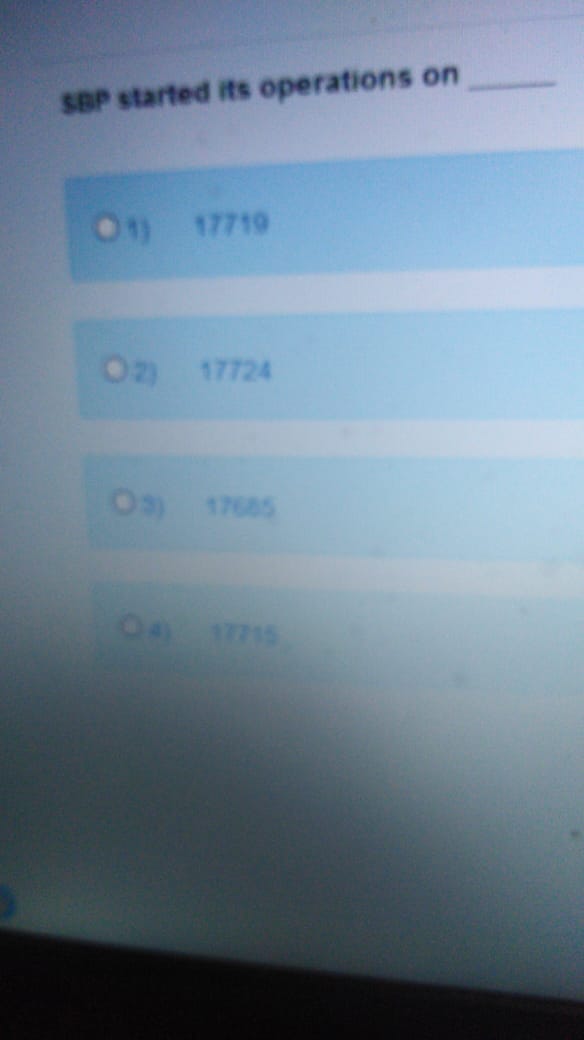 SBP started its operations on ______
1) 17719
2) 17724
3) 17685
4) 17715